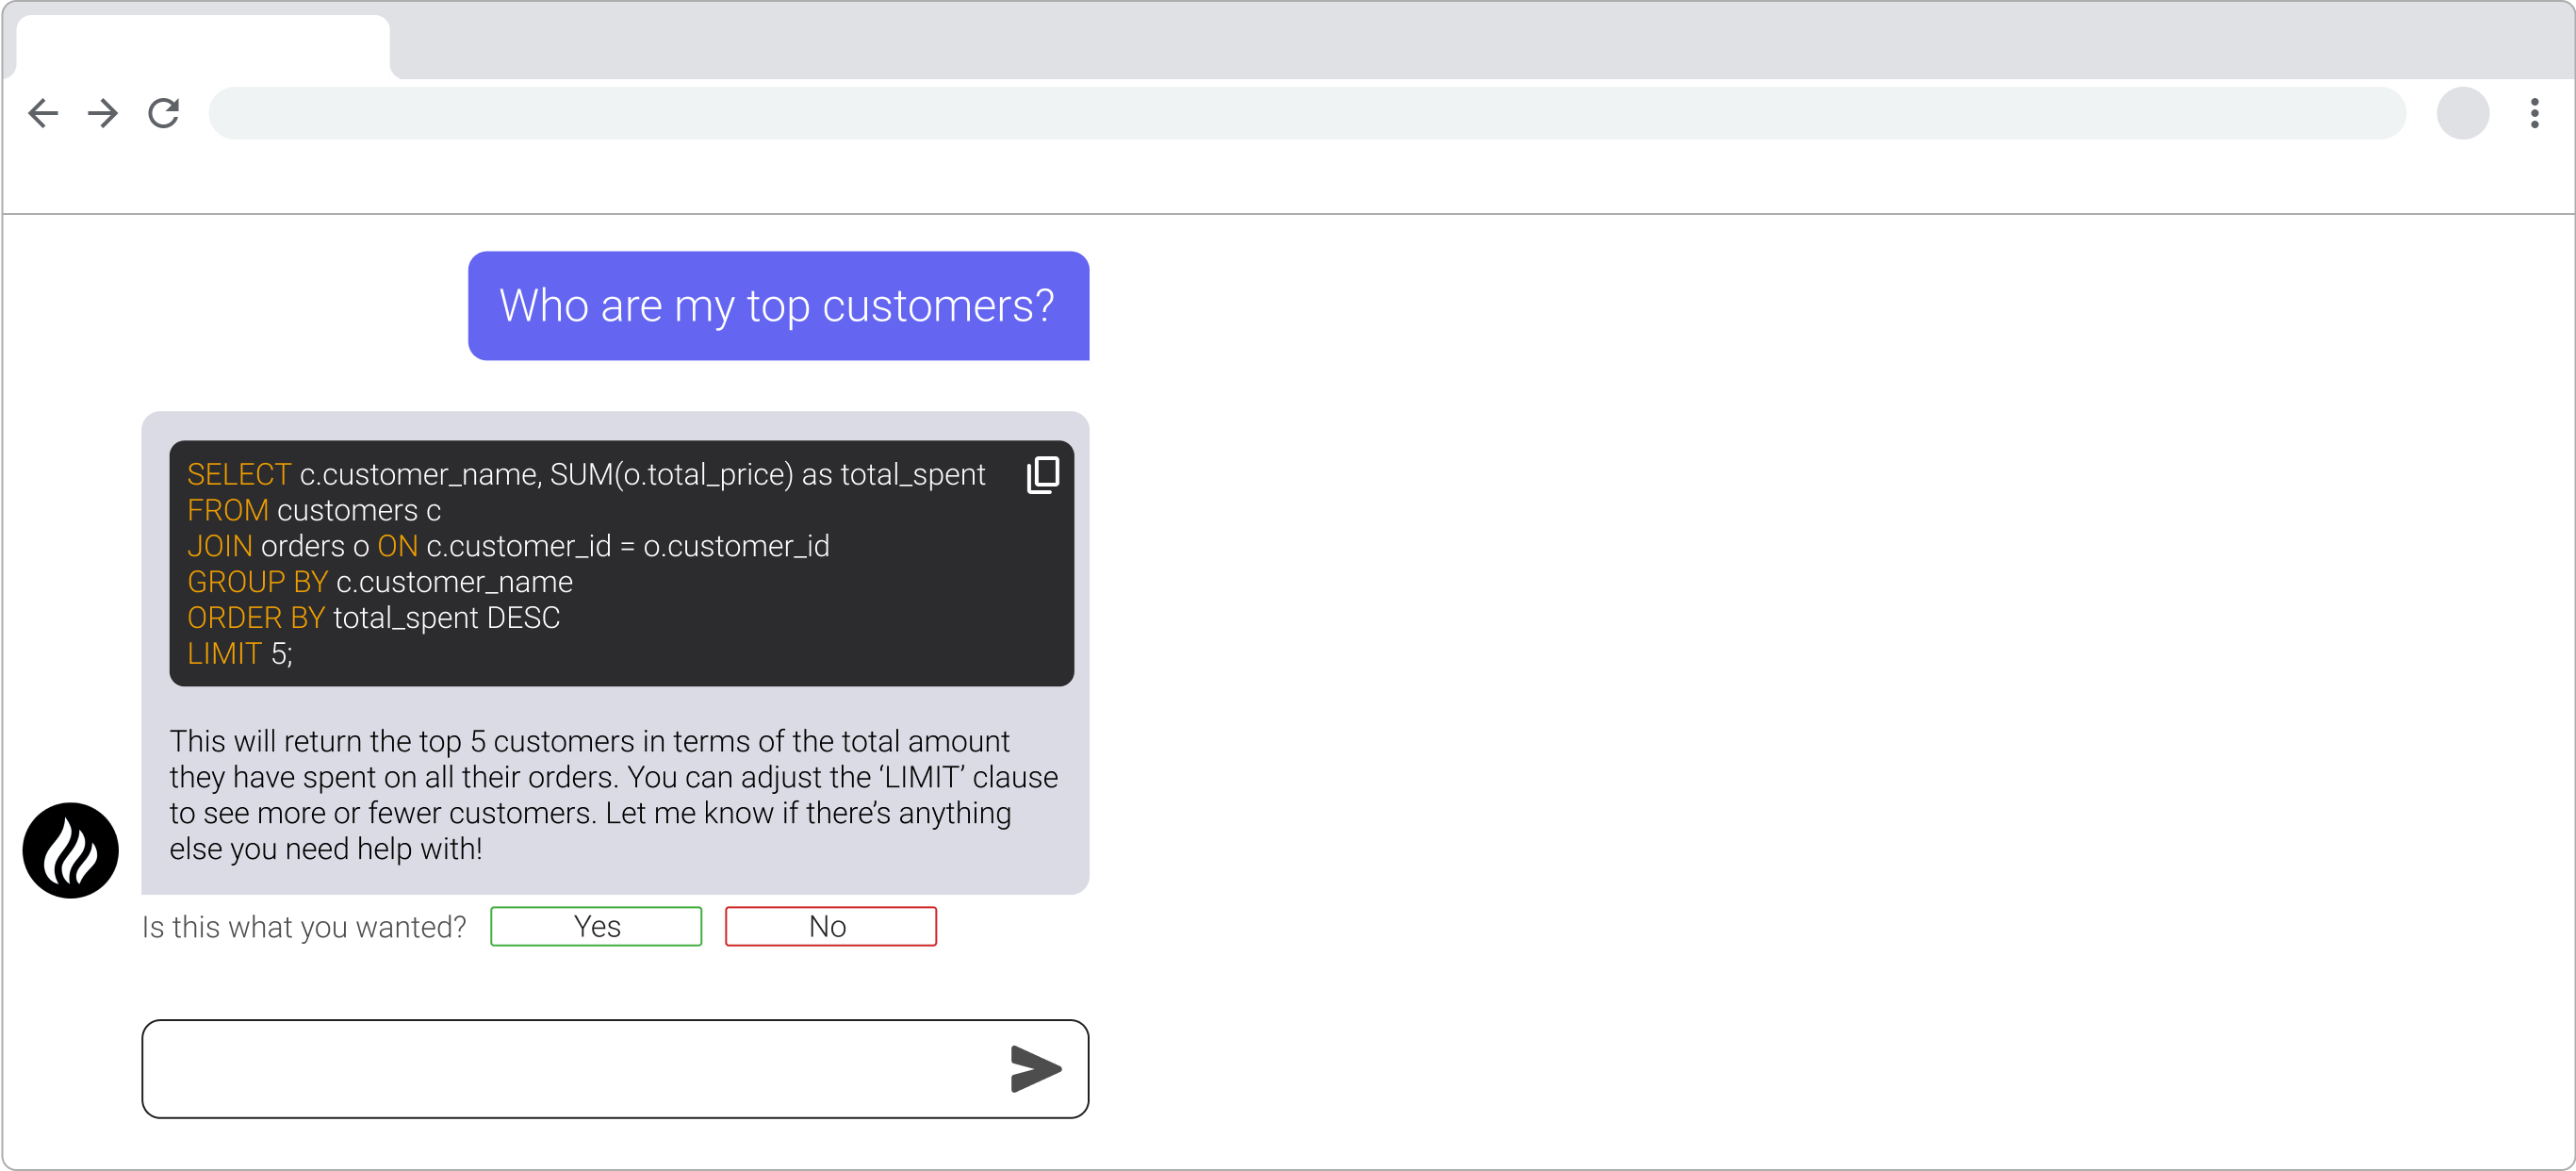 Who are my top customers?
SELECT c.customer_name, SUM(o.total_price) as total_spent
FROM customers c
JOIN orders o ON c.customer_id = o.customer_id
GROUP BY c.customer_name
ORDER BY total_spent DESC
LIMIT 5;
This will return the top 5 customers in terms of the total amount
they have spent on all their orders. You can adjust the ‘LIMIT’ clause
to see more or fewer customers. Let me know if there’s anything
else you need help with!
Is this what you wanted? Yes No